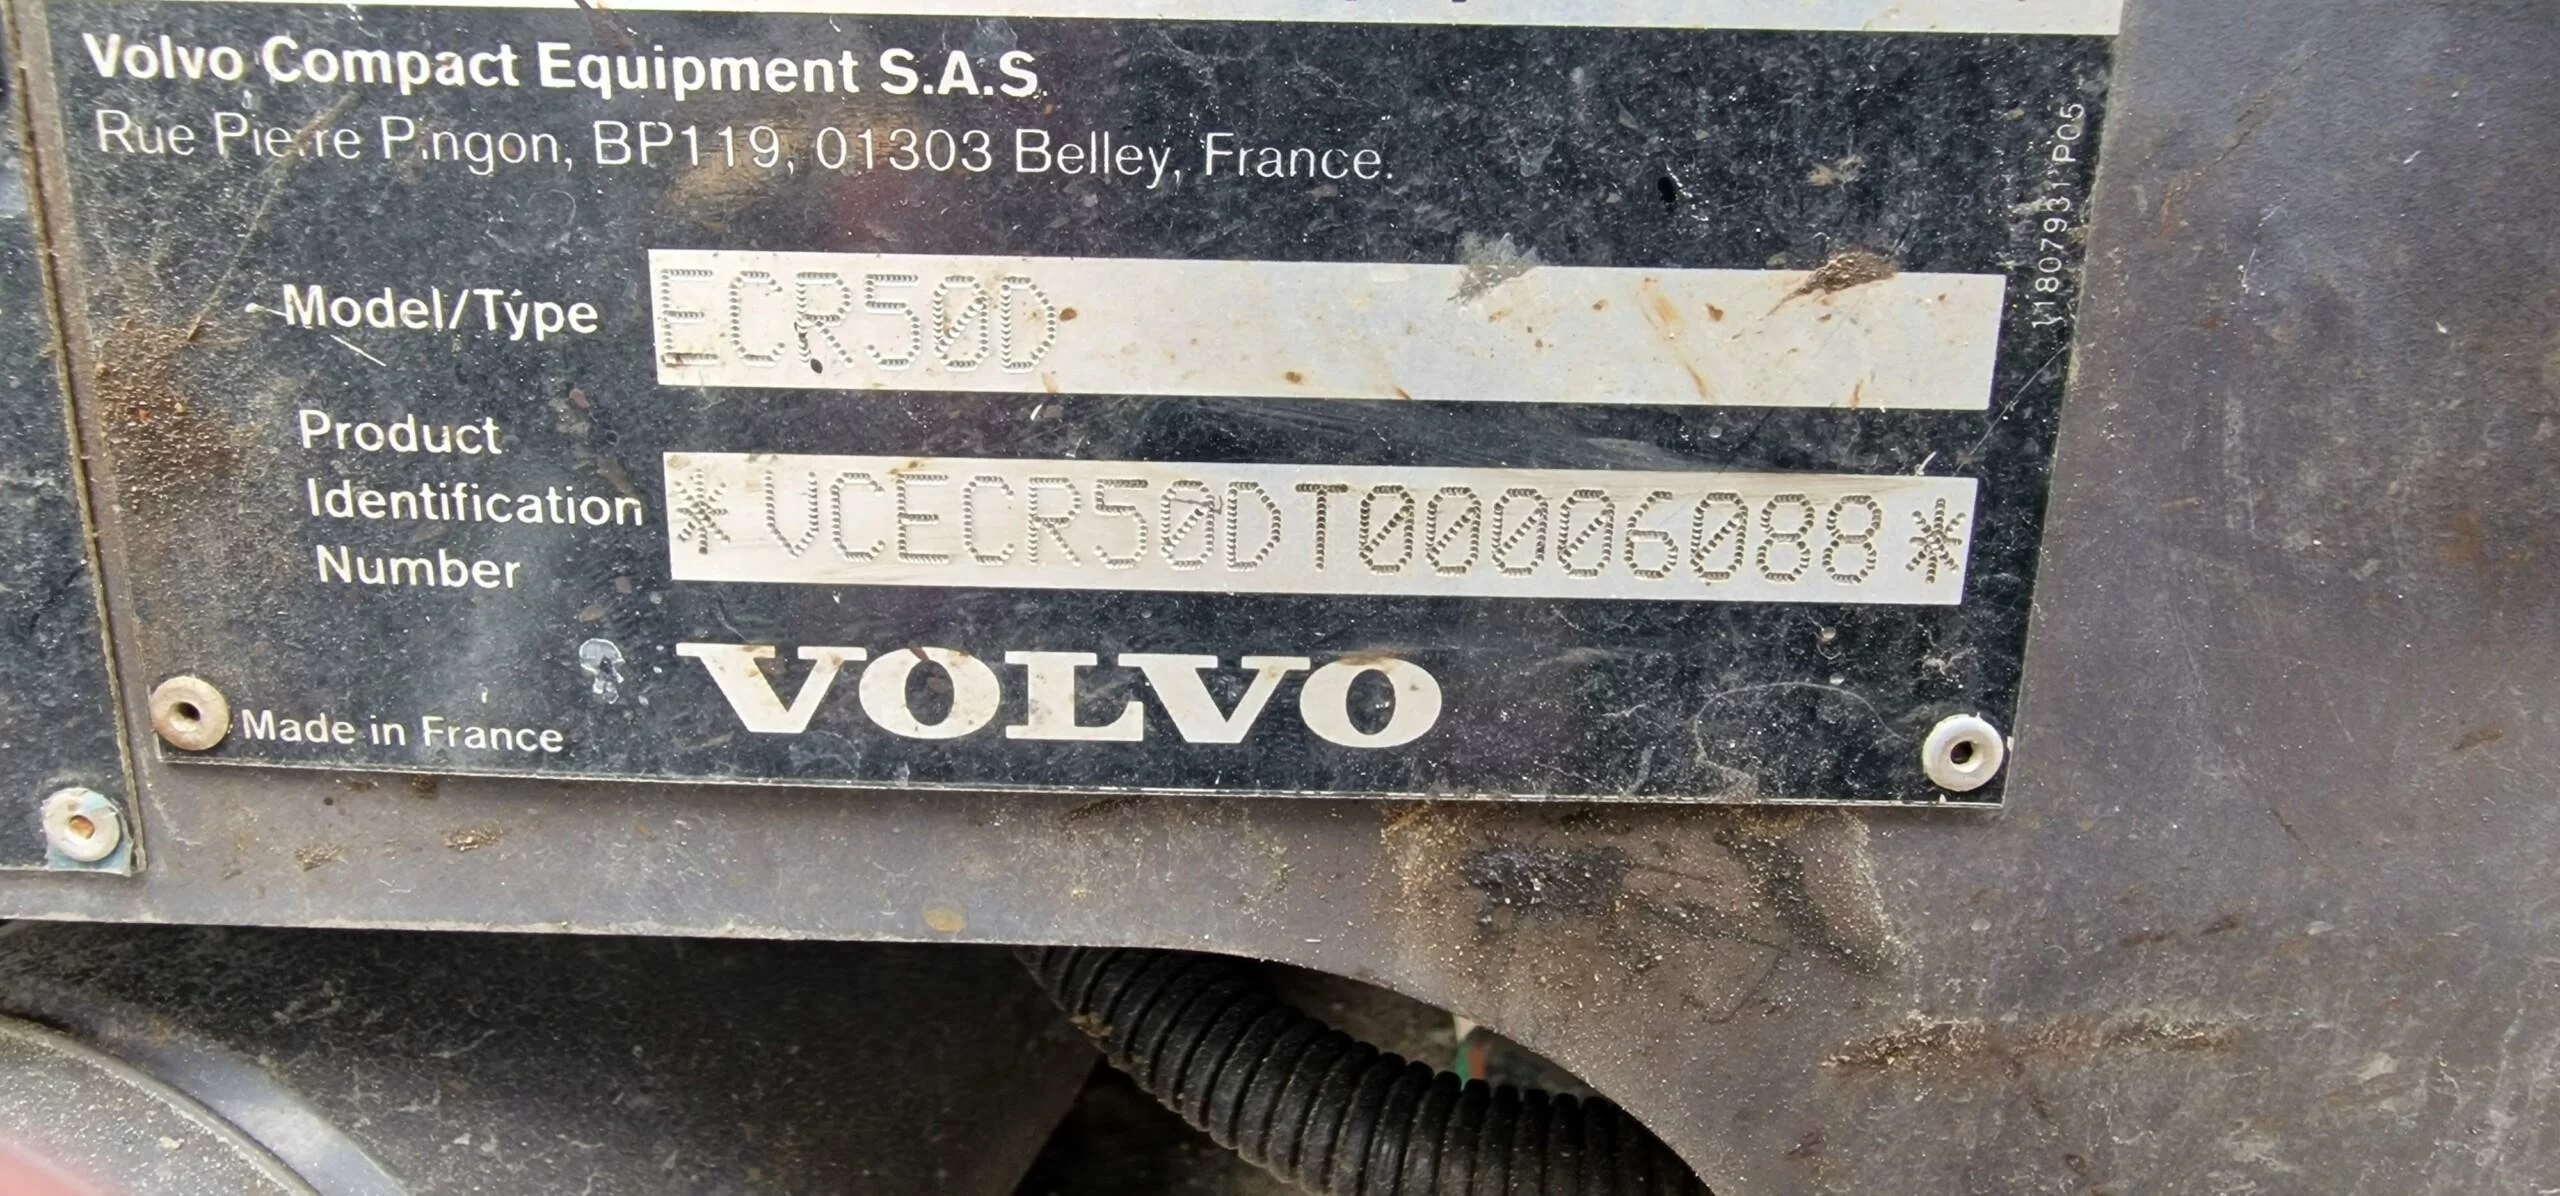 Volvo Compact Equipment S.A.S.
Rue Pierre Pingon, BP119, 01303 Belley, France.
Model/Type ECR50D
Product
Identification
Number
*VCECR50DT00006088*
VOLVO
Made in France
11807931 P05